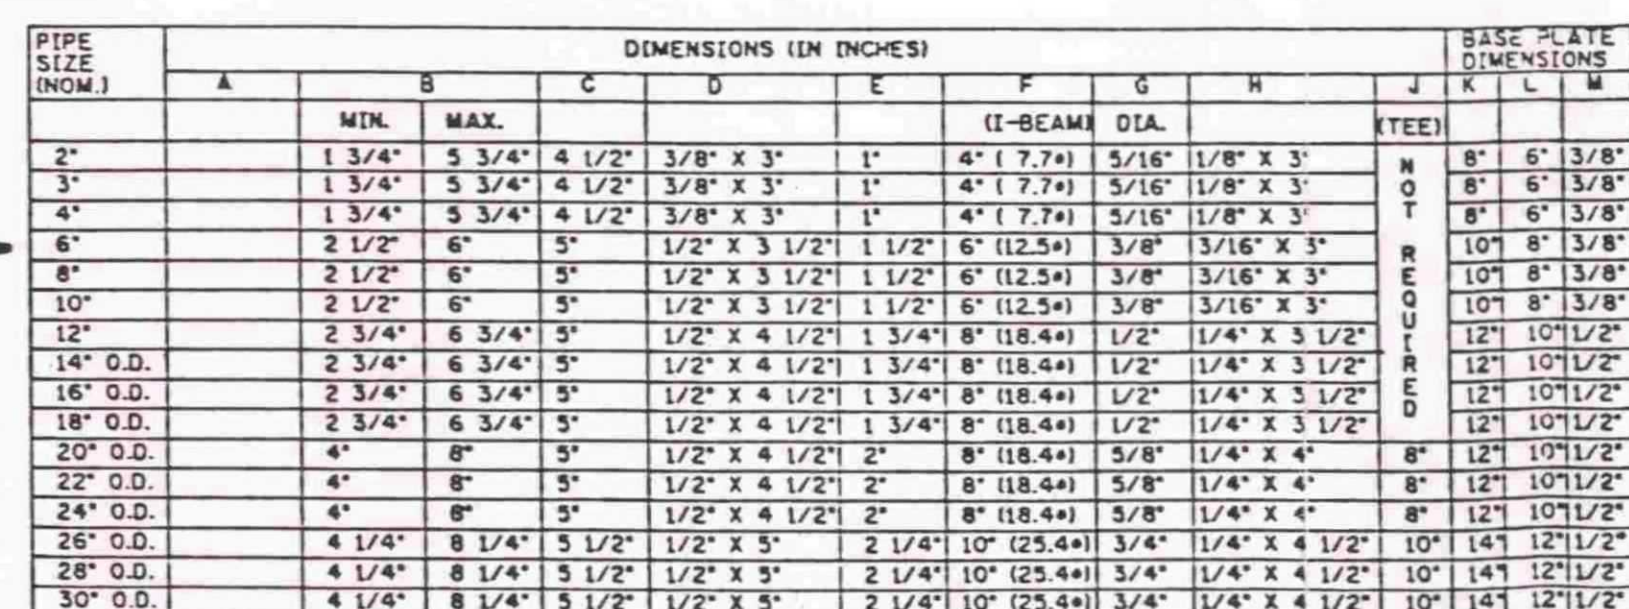 PIPE SIZE (NOM.) DIMENSIONS (IN INCHES) BASE PLATE DIMENSIONS
A B C D E F G H J K L M
MIN. MAX. (I-BEAM) DIA. (TEE)
2" 1 3/4" 5 3/4" 4 1/2" 3/8" X 3" 1" 4" ( 7.7#) 5/16" 1/8" X 3" 8" 6" 3/8"
3" 1 3/4" 5 3/4" 4 1/2" 3/8" X 3" 1" 4" ( 7.7#) 5/16" 1/8" X 3" 8" 6" 3/8"
4" 1 3/4" 5 3/4" 4 1/2" 3/8" X 3" 1" 4" ( 7.7#) 5/16" 1/8" X 3" 8" 6" 3/8"
6" 2 1/2" 6" 5" 1/2" X 3 1/2" 1 1/2" 6" (12.5#) 3/8" 3/16" X 3" 10" 8" 3/8"
8" 2 1/2" 6" 5" 1/2" X 3 1/2" 1 1/2" 6" (12.5#) 3/8" 3/16" X 3" 10" 8" 3/8"
10" 2 1/2" 6" 5" 1/2" X 3 1/2" 1 1/2" 6" (12.5#) 3/8" 3/16" X 3" 10" 8" 3/8"
12" 2 3/4" 6 3/4" 5" 1/2" X 4 1/2" 1 3/4" 8" (18.4#) 1/2" 1/4" X 3 1/2" 12" 10" 1/2"
14" O.D. 2 3/4" 6 3/4" 5" 1/2" X 4 1/2" 1 3/4" 8" (18.4#) 1/2" 1/4" X 3 1/2" 12" 10" 1/2"
16" O.D. 2 3/4" 6 3/4" 5" 1/2" X 4 1/2" 1 3/4" 8" (18.4#) 1/2" 1/4" X 3 1/2" 12" 10" 1/2"
18" O.D. 2 3/4" 6 3/4" 5" 1/2" X 4 1/2" 1 3/4" 8" (18.4#) 1/2" 1/4" X 3 1/2" 12" 10" 1/2"
NOT REQUIRED
20" O.D. 4" 8" 5" 1/2" X 4 1/2" 2" 8" (18.4#) 5/8" 1/4" X 4" 8" 12" 10" 1/2"
22" O.D. 4" 8" 5" 1/2" X 4 1/2" 2" 8" (18.4#) 5/8" 1/4" X 4" 8" 12" 10" 1/2"
24" O.D. 4" 8" 5" 1/2" X 4 1/2" 2" 8" (18.4#) 5/8" 1/4" X 4" 8" 12" 10" 1/2"
26" O.D. 4 1/4" 8 1/4" 5 1/2" 1/2" X 5" 2 1/4" 10" (25.4#) 3/4" 1/4" X 4 1/2" 10" 14" 12" 1/2"
28" O.D. 4 1/4" 8 1/4" 5 1/2" 1/2" X 5" 2 1/4" 10" (25.4#) 3/4" 1/4" X 4 1/2" 10" 14" 12" 1/2"
30" O.D. 4 1/4" 8 1/4" 5 1/2" 1/2" X 5" 2 1/4" 10" (25.4#) 3/4" 1/4" X 4 1/2" 10" 14" 12" 1/2"